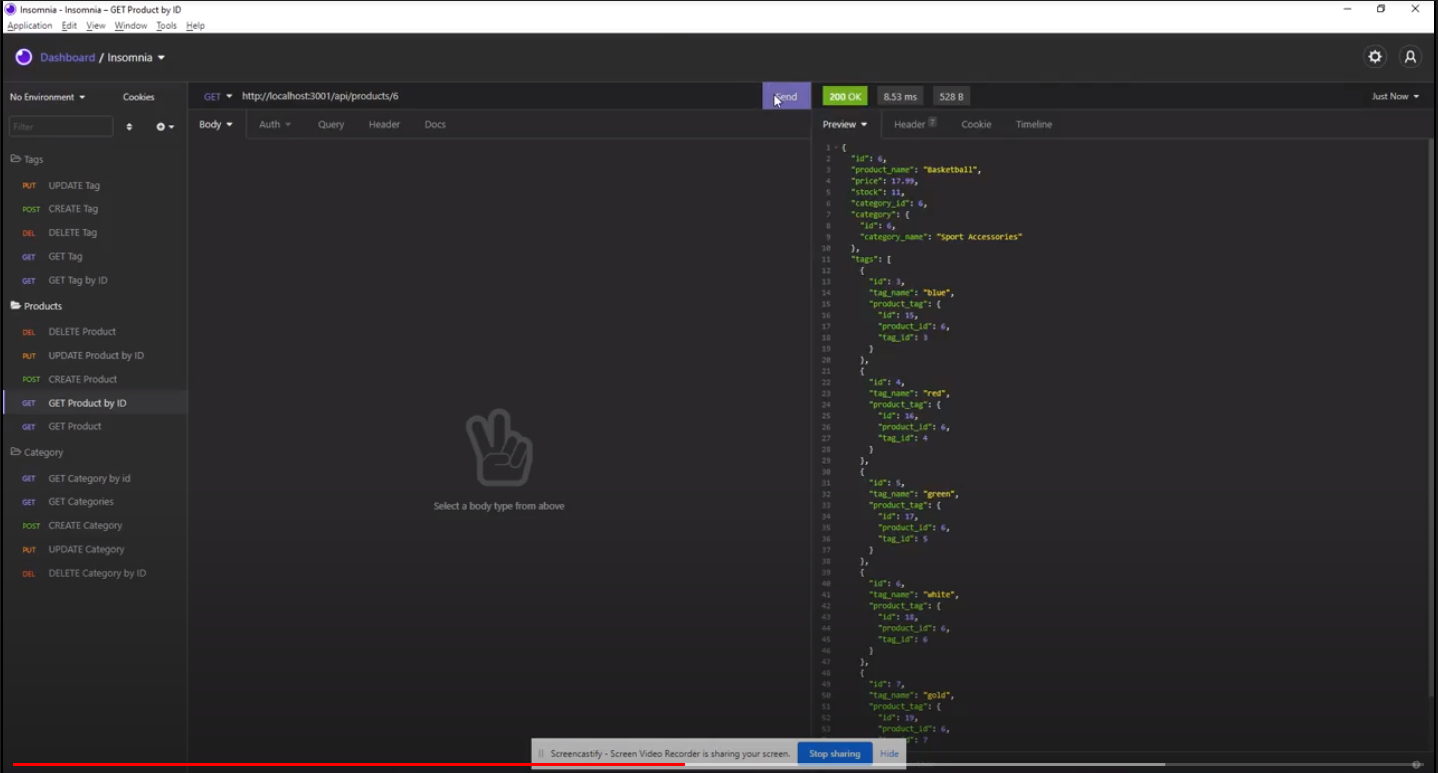 Insomnia - Insomnia – GET Product by ID
Application Edit View Window Tools Help
Dashboard / Insomnia
No Environment Cookies
Filter
Tags
PUT UPDATE Tag
POST CREATE Tag
DEL DELETE Tag
GET GET Tag
GET GET Tag by ID
Products
DEL DELETE Product
PUT UPDATE Product by ID
POST CREATE Product
GET GET Product by ID
GET GET Product
Category
GET GET Category by id
GET GET Categories
POST CREATE Category
PUT UPDATE Category
DEL DELETE Category by ID
GET http://localhost:3001/api/products/6 Send
Body Auth Query Header Docs
Select a body type from above
200 OK 8.53 ms 528 B Just Now
Preview Header ? Cookie Timeline
1 {
2 "id": 6,
3 "product_name": "Basketball",
4 "price": 17.99,
5 "stock": 11,
6 "category_id": 6,
7 "category": {
8 "id": 6,
9 "category_name": "Sport Accessories"
10 },
11 "tags": [
12 {
13 "id": 3,
14 "tag_name": "blue",
15 "product_tag": {
16 "id": 15,
17 "product_id": 6,
18 "tag_id": 3
19 }
20 },
21 {
22 "id": 4,
23 "tag_name": "red",
24 "product_tag": {
25 "id": 16,
26 "product_id": 6,
27 "tag_id": 4
28 }
29 },
30 {
31 "id": 5,
32 "tag_name": "green",
33 "product_tag": {
34 "id": 17,
35 "product_id": 6,
36 "tag_id": 5
37 }
38 },
39 {
40 "id": 6,
41 "tag_name": "white",
42 "product_tag": {
43 "id": 18,
44 "product_id": 6,
45 "tag_id": 6
46 }
47 },
48 {
49 "id": 7,
50 "tag_name": "gold",
51 "product_tag": {
52 "id": 19,
53 "product_id": 6,
7
Screencastify - Screen Video Recorder is sharing your screen. Stop sharing Hide